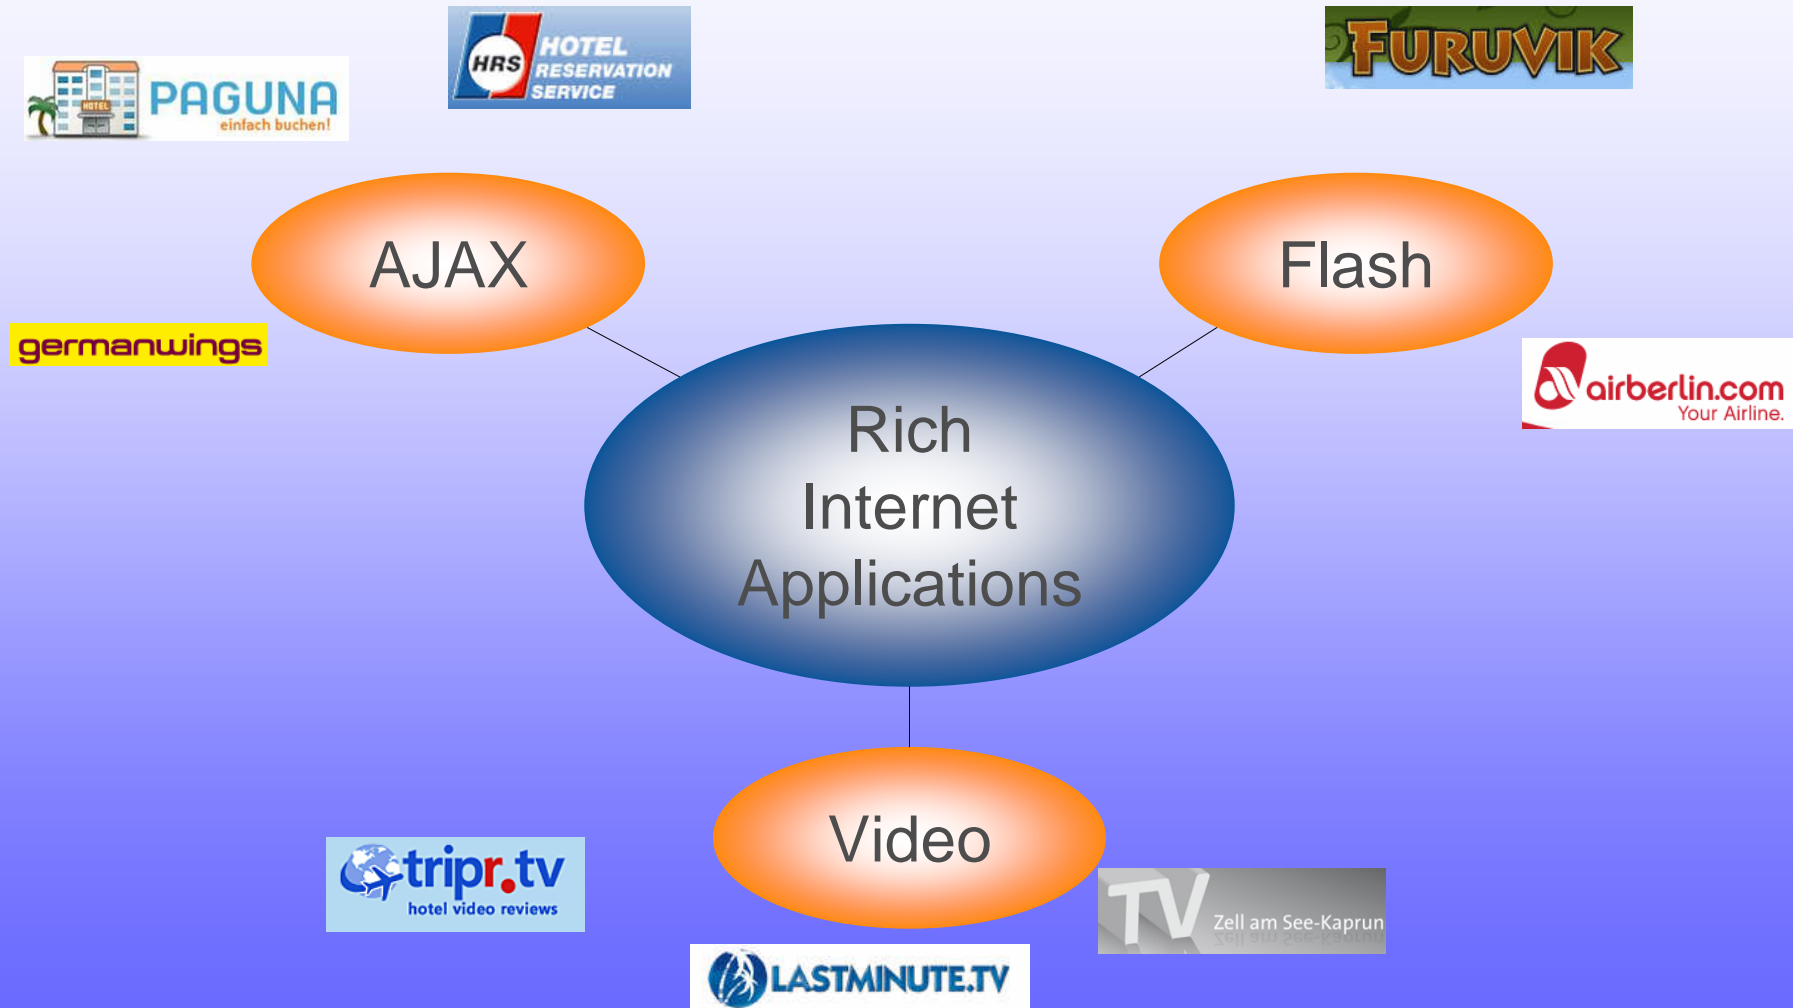 HRS
HOTEL
RESERVATION
SERVICE
FURUVIK
HOTEL
PAGUNA
einfach buchen!
AJAX
Flash
germanwings
airberlin.com
Your Airline.
Rich
Internet
Applications
Video
tripr.tv
hotel video reviews
TV
Zell am See-Kaprun
LASTMINUTE.TV